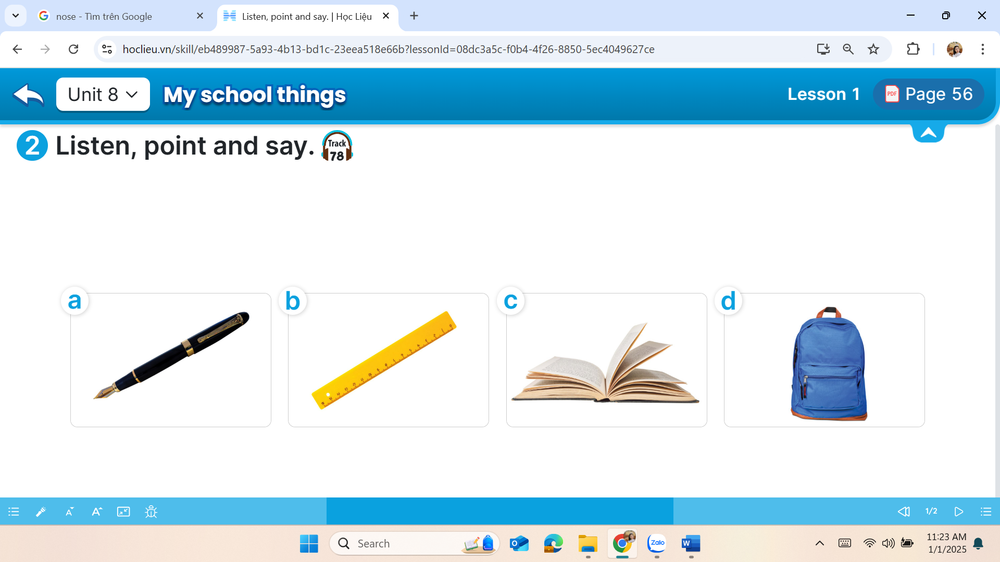 nose - Tìm trên Google
Listen, point and say. | Học Liệu
hoclieu.vn/skill/eb489987-5a93-4b13-bd1c-23eea518e66b?lessonId=08dc3a5c-f0b4-4f26-8850-5ec4049627ce
Unit 8
My school things
Lesson 1
PDF
Page 56
2 Listen, point and say.
Track
78
a
b
c
d
1/2
Search
Zalo
11:23 AM
1/1/2025